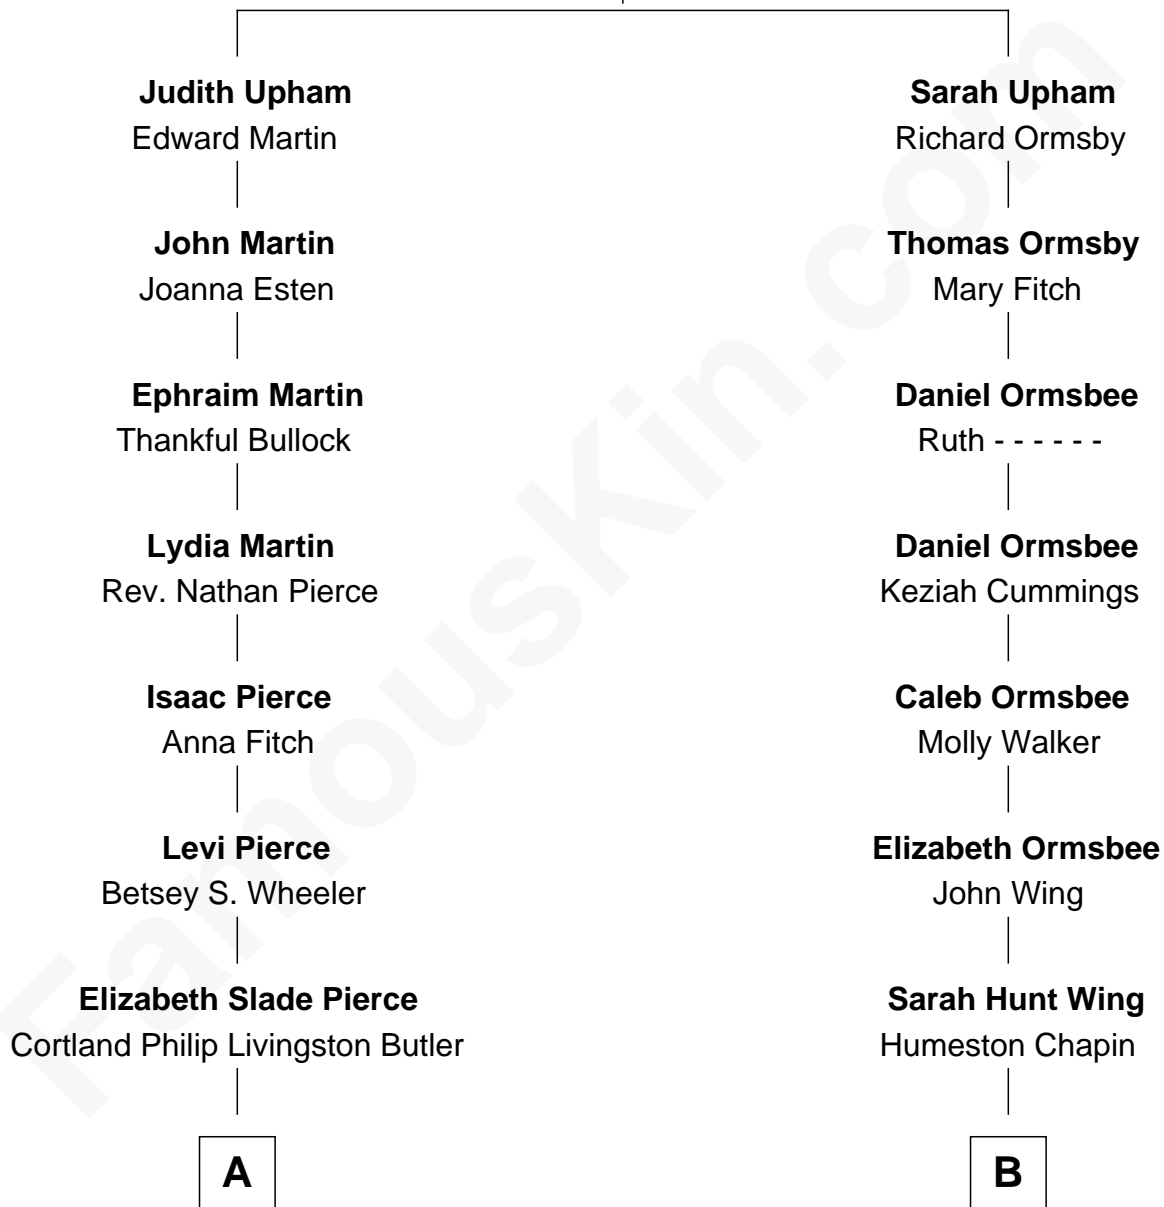 Judith Upham
Edward Martin
Sarah Upham
Richard Ormsby
John Martin
Joanna Esten
Thomas Ormsby
Mary Fitch
Ephraim Martin
Thankful Bullock
Daniel Ormsbee
Ruth - - - - - -
Lydia Martin
Rev. Nathan Pierce
Daniel Ormsbee
Keziah Cummings
Isaac Pierce
Anna Fitch
Caleb Ormsbee
Molly Walker
Levi Pierce
Betsey S. Wheeler
Elizabeth Ormsbee
John Wing
Elizabeth Slade Pierce
Cortland Philip Livingston Butler
Sarah Hunt Wing
Humeston Chapin
A
B
FamousKin.com